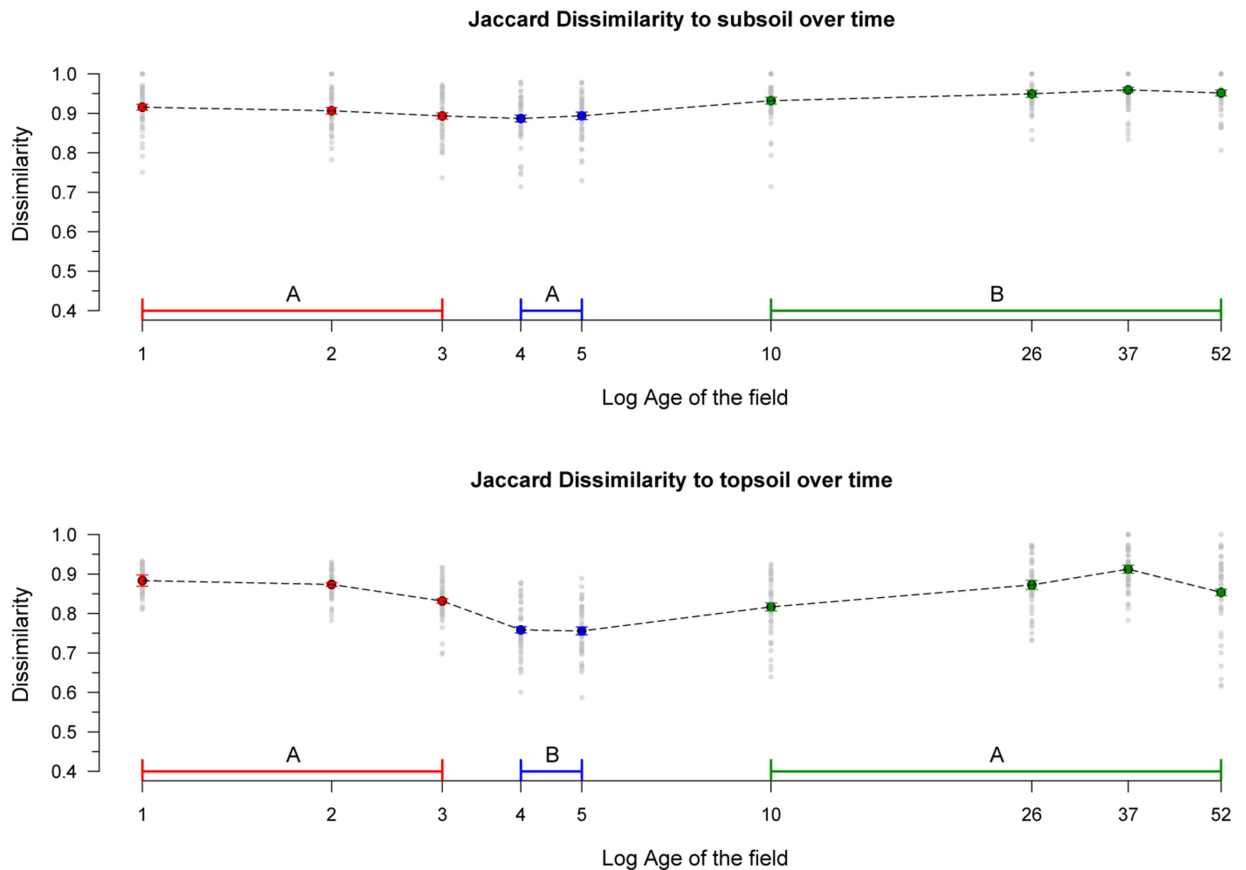 Jaccard Dissimilarity to subsoil over time
1.0
0.9
0.8
0.7
0.6
0.5
0.4
Dissimilarity
A A B
1 2 3 4 5 10 26 37 52
Log Age of the field
Jaccard Dissimilarity to topsoil over time
1.0
0.9
0.8
0.7
0.6
0.5
0.4
Dissimilarity
A B A
1 2 3 4 5 10 26 37 52
Log Age of the field